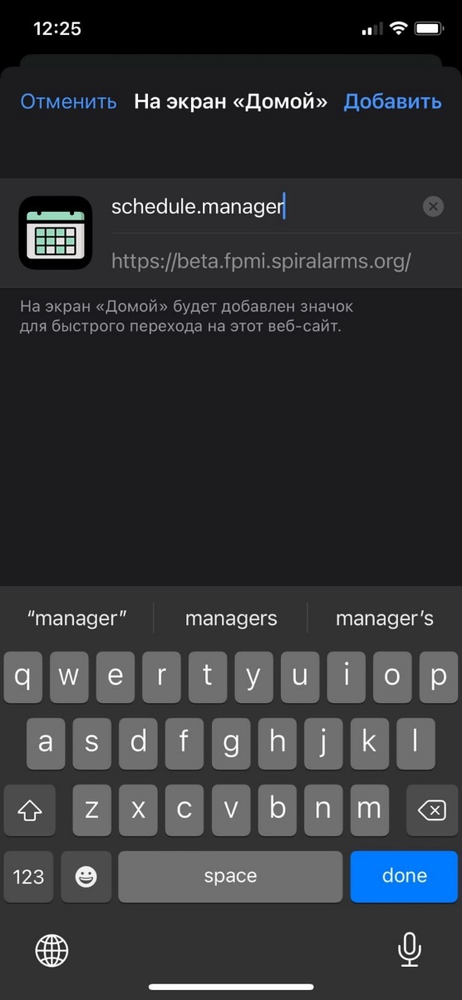 12:25
Отменить На экран «Домой» Добавить
schedule.manager
https://beta.fpmi.spiralarms.org/
На экран «Домой» будет добавлен значок
для быстрого перехода на этот веб-сайт.
“manager” managers manager’s
q w e r t y u i o p
a s d f g h j k l
z x c v b n m
123 space done